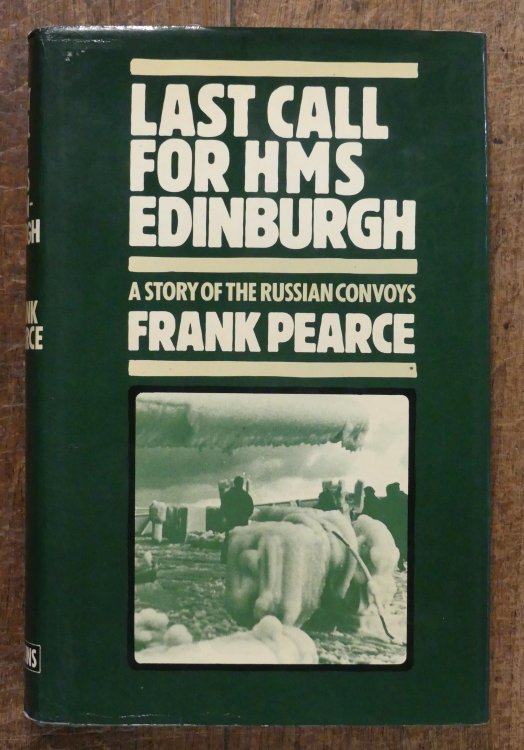 LAST CALL
FOR HMS
EDINBURGH
A STORY OF THE RUSSIAN CONVOYS
FRANK PEARCE